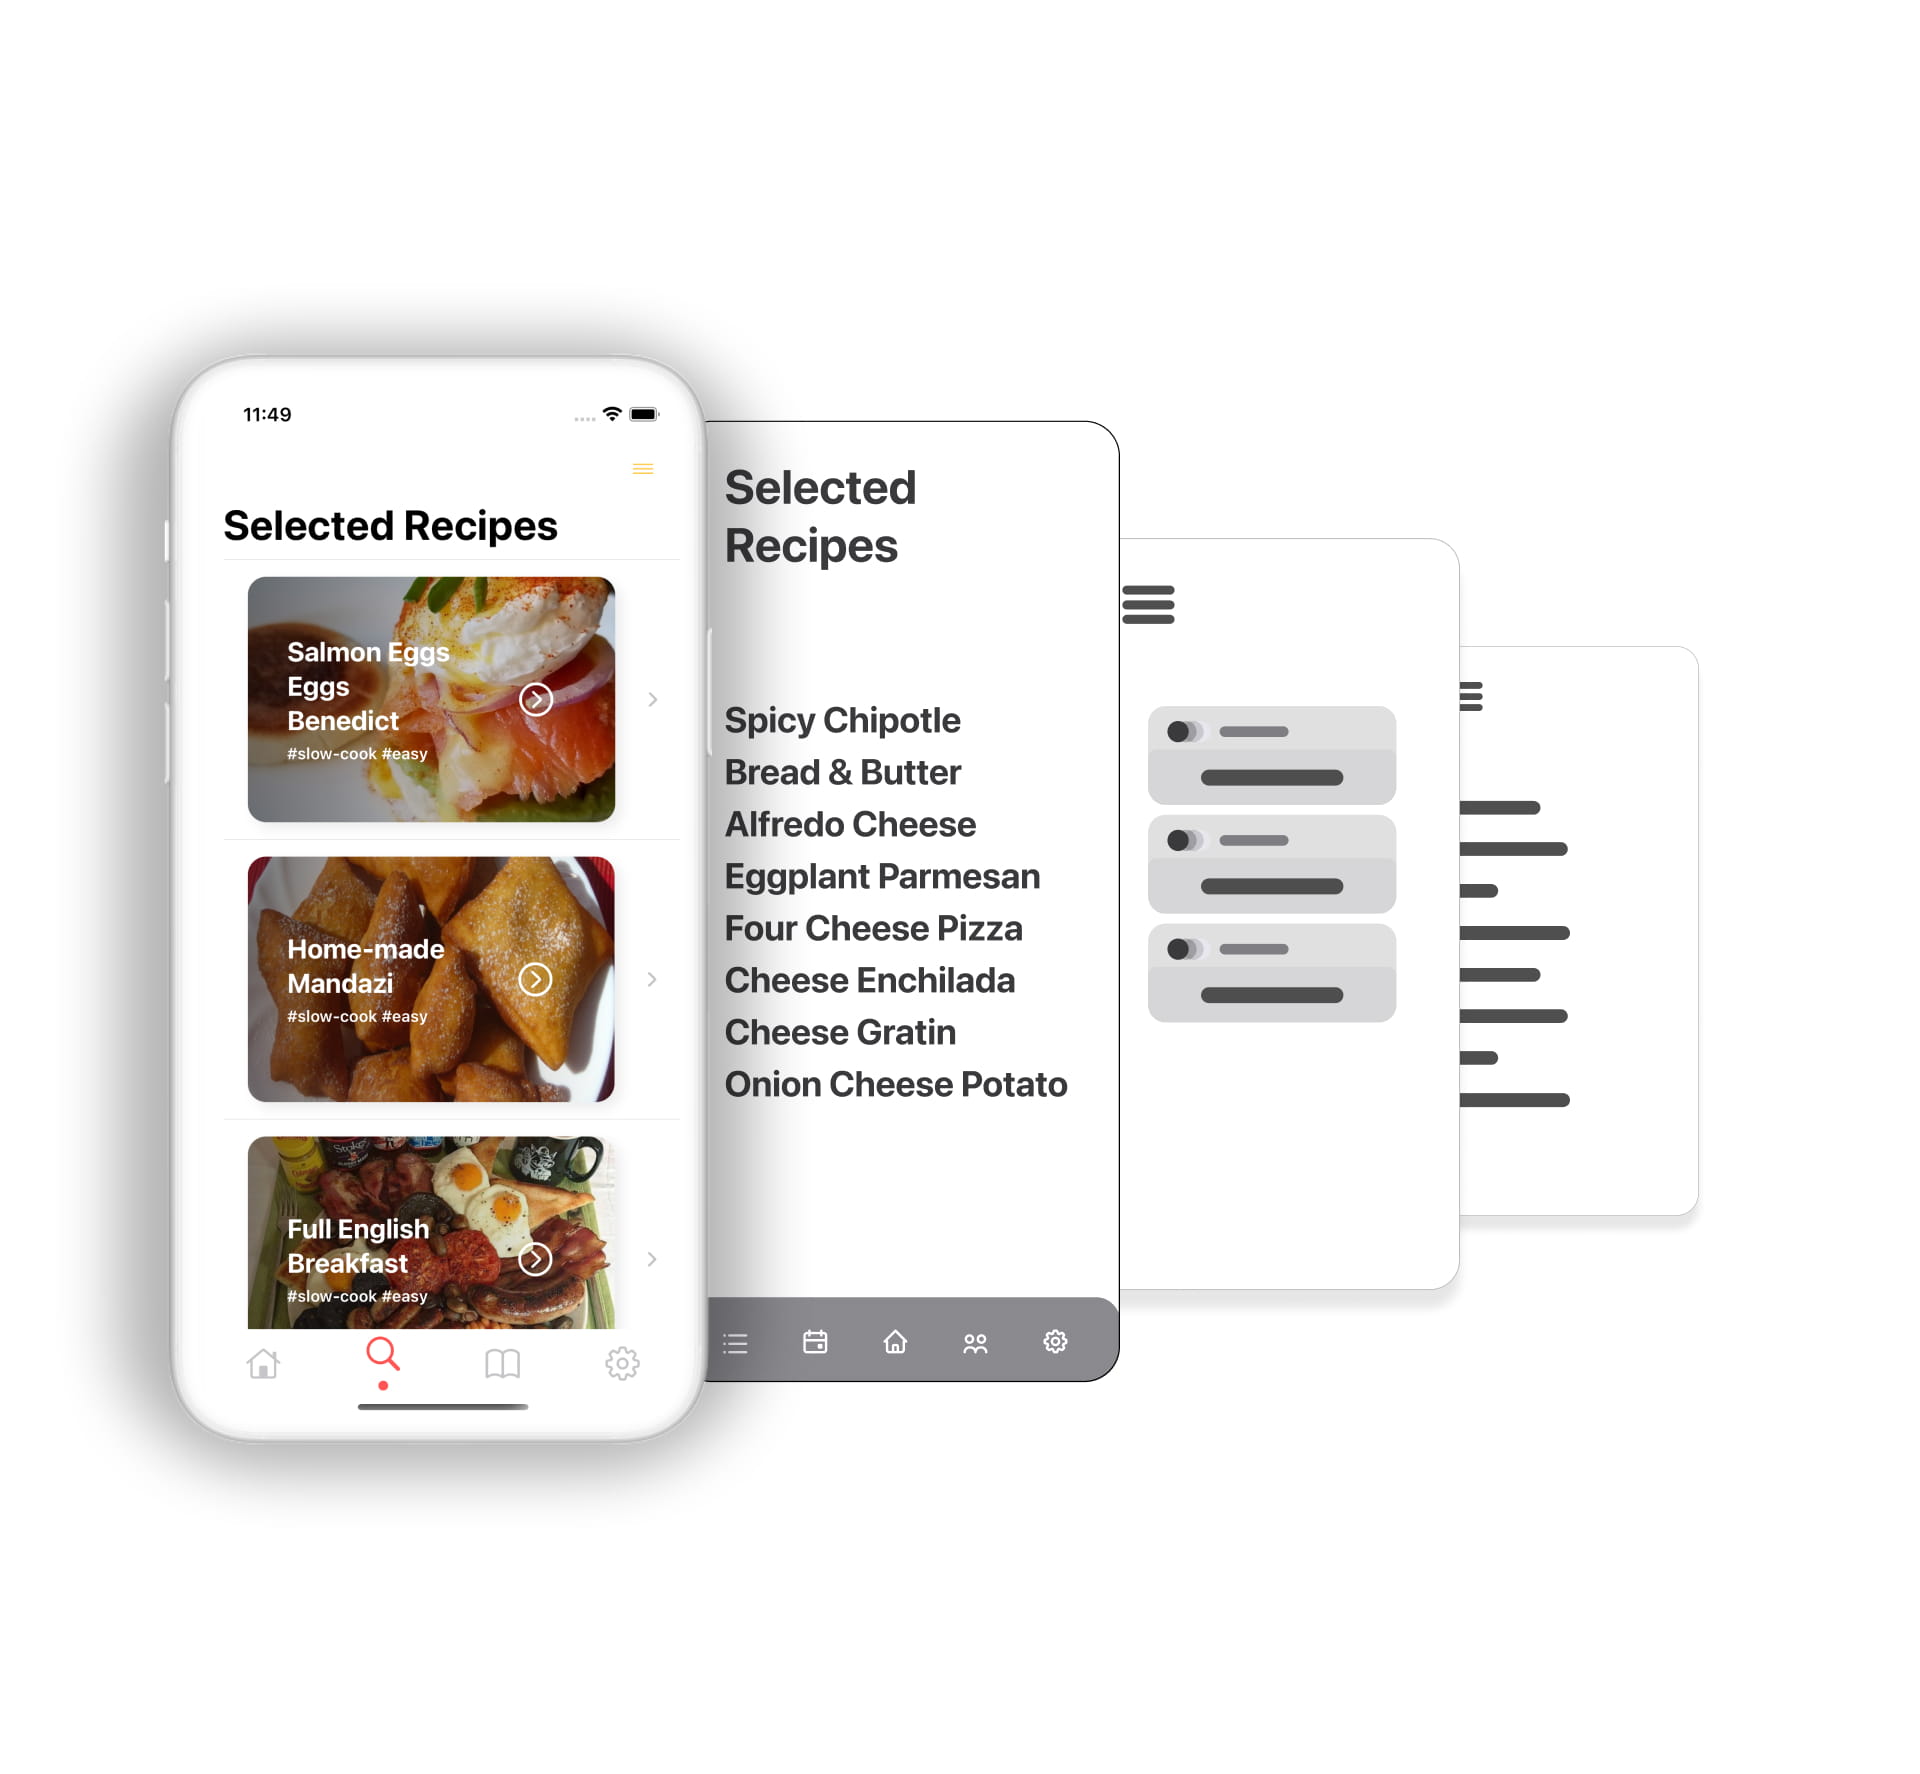 11:49
Selected Recipes
Salmon Eggs
Eggs
Benedict
#slow-cook #easy
Home-made
Mandazi
#slow-cook #easy
Stokes
Full English
Breakfast
#slow-cook #easy
Selected
Recipes
Spicy Chipotle
Bread & Butter
Alfredo Cheese
Eggplant Parmesan
Four Cheese Pizza
Cheese Enchilada
Cheese Gratin
Onion Cheese Potato